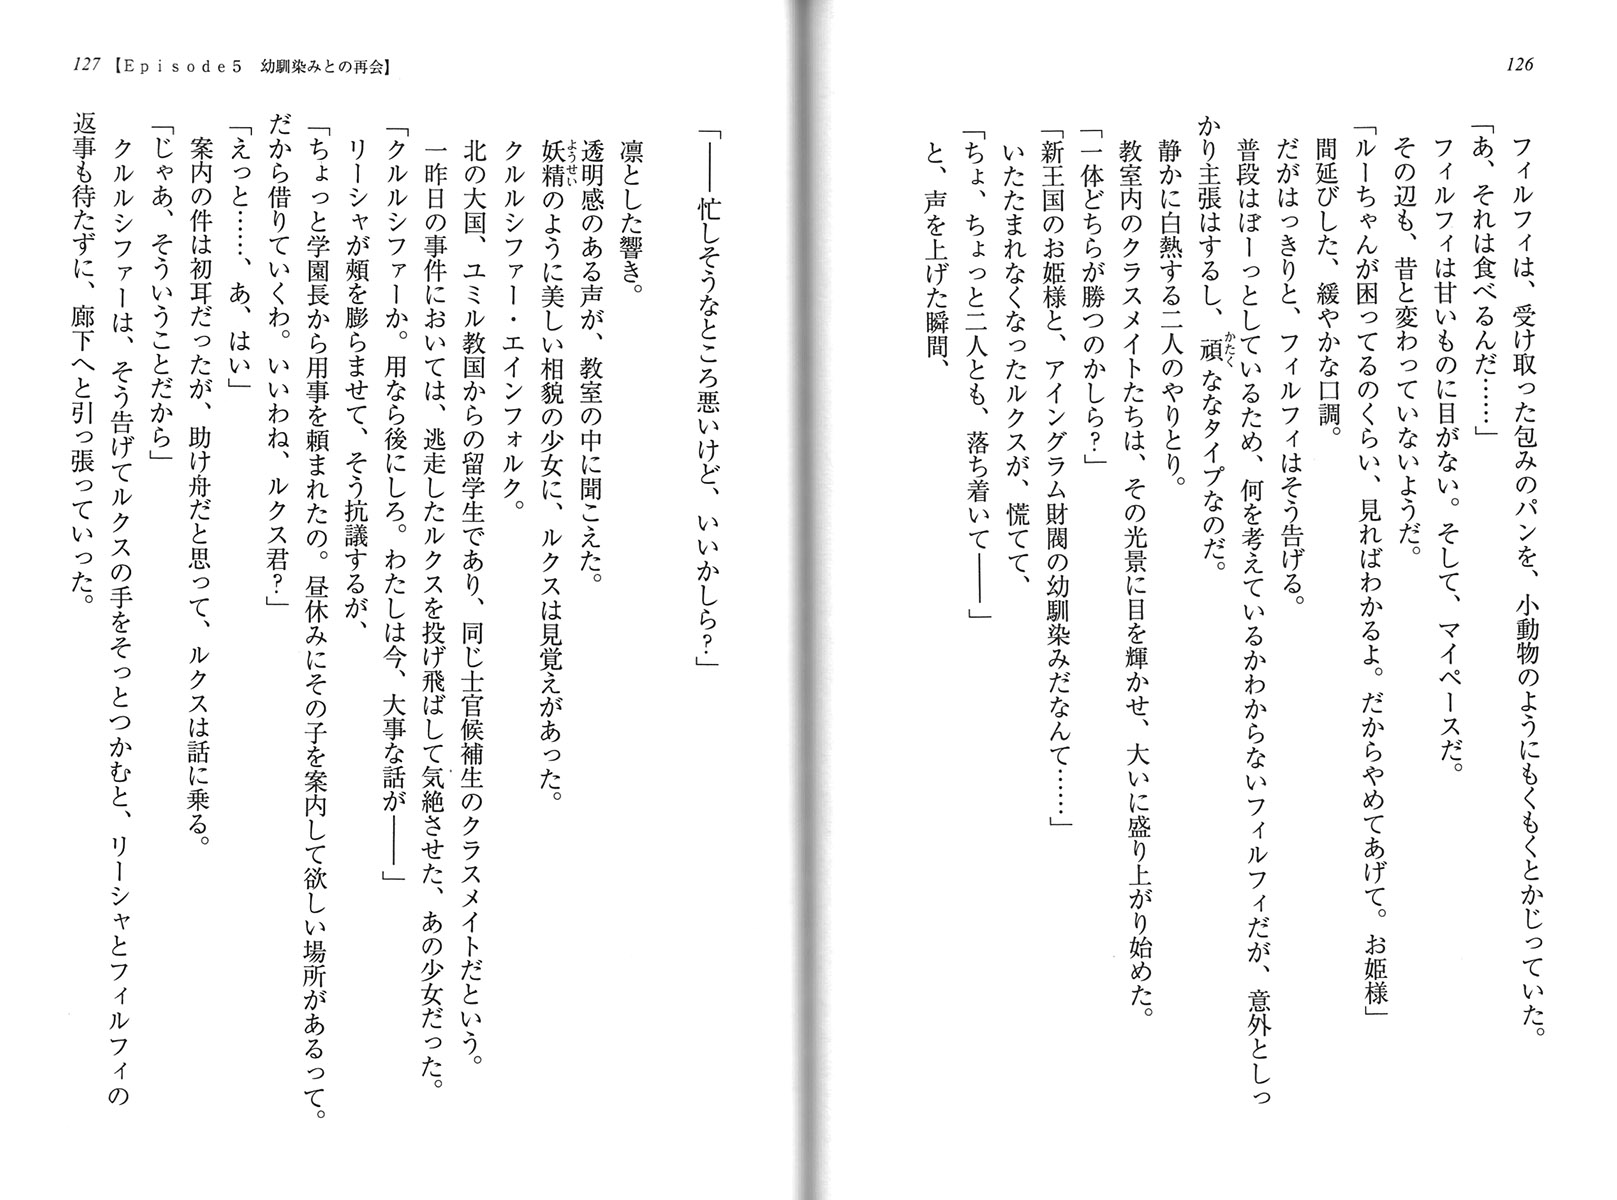 126
フィルフィは、受け取った包みのパンを、小動物のようにもくもくとかじっていた。
「あ、それは食べるんだ……」
フィルフィは甘いものに目がない。そして、マイペースだ。
その辺も、昔と変わっていないようだ。
「ルーちゃんが困ってるのくらい、見ればわかるよ。だからやめてあげて。お姫様」
間延びした、緩やかな口調。
だがはっきりと、フィルフィはそう告げる。
普段はぼーっとしているため、何を考えているかわからないフィルフィだが、意外としっ
かり主張はするし、頑ななタイプなのだ。
かたく
静かに白熱する二人のやりとり。
教室内のクラスメイトたちは、その光景に目を輝かせ、大いに盛り上がり始めた。
「一体どちらが勝つのかしら？」
「新王国のお姫様と、アイングラム財閥の幼馴染みだなんて……」
いたたまれなくなったルクスが、慌てて、
「ちょ、ちょっと二人とも、落ち着いて――」
と、声を上げた瞬間、
127 【Episode5　幼馴染みとの再会】
「――忙しそうなところ悪いけど、いいかしら？」
凛とした響き。
透明感のある声が、教室の中に聞こえた。
妖精のように美しい相貌の少女に、ルクスは見覚えがあった。
ようせい
クルルシファー・エインフォルク。
北の大国、ユミル教国からの留学生であり、同じ士官候補生のクラスメイトだという。
一昨日の事件においては、逃走したルクスを投げ飛ばして気絶させた、あの少女だった。
「クルルシファーか。用なら後にしろ。わたしは今、大事な話が――」
リーシャが頬を膨らませて、そう抗議するが、
「ちょっと学園長から用事を頼まれたの。昼休みにその子を案内して欲しい場所があるって。
だから借りていくわ。いいわね、ルクス君？」
「えっと……、あ、はい」
案内の件は初耳だったが、助け舟だと思って、ルクスは話に乗る。
「じゃあ、そういうことだから」
クルルシファーは、そう告げてルクスの手をそっとつかむと、リーシャとフィルフィの
返事も待たずに、廊下へと引っ張っていった。